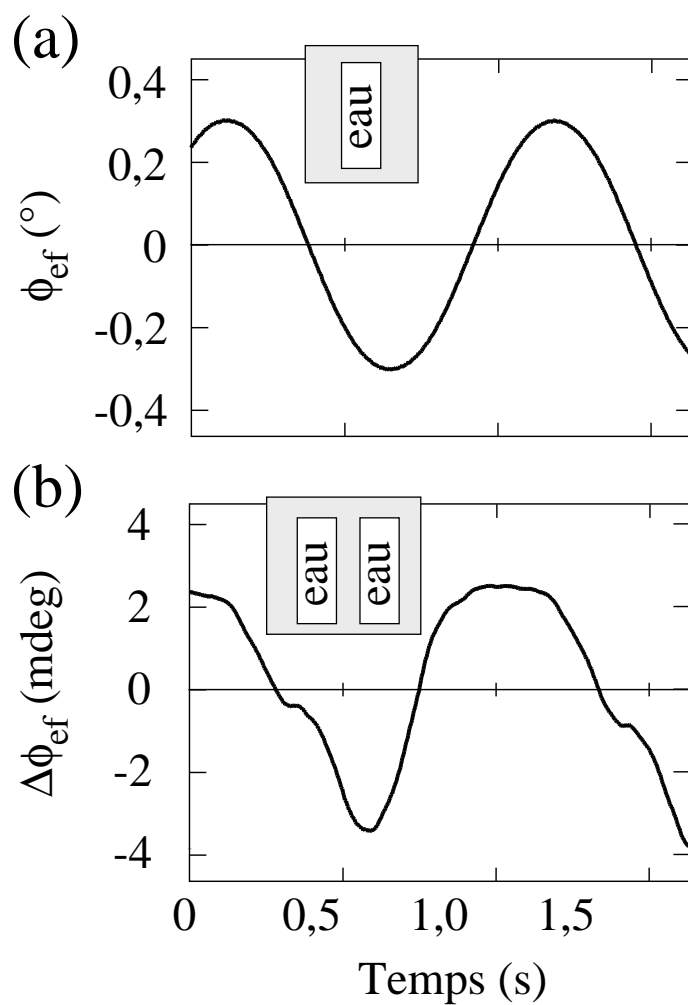 (a)
eau
0,4
0,2
0
-0,2
-0,4
ϕef (°)
(b)
eau eau
4
2
0
-2
-4
Δϕef (mdeg)
0 0,5 1,0 1,5
Temps (s)